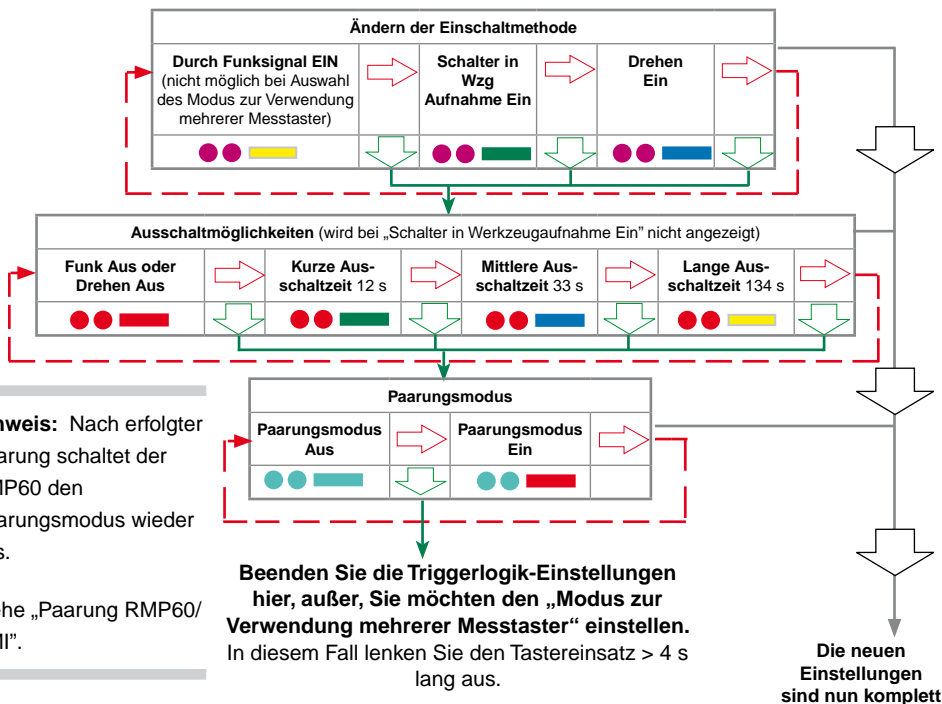 Ändern der Einschaltmethode
Durch Funksignal EIN
(nicht möglich bei Auswahl
des Modus zur Verwendung
mehrerer Messtaster)
Schalter in
Wzg
Aufnahme Ein
Drehen
Ein
Ausschaltmöglichkeiten (wird bei „Schalter in Werkzeugaufnahme Ein” nicht angezeigt)
Funk Aus oder
Drehen Aus
Kurze Aus-
schaltzeit 12 s
Mittlere Aus-
schaltzeit 33 s
Lange Aus-
schaltzeit 134 s
nweis: Nach erfolgter
aarung schaltet der
MP60 den
aarungsmodus wieder
s.
ehe „Paarung RMP60/
MI”.
Paarungsmodus
Paarungsmodus
Aus
Paarungsmodus
Ein
Beenden Sie die Triggerlogik-Einstellungen
hier, außer, Sie möchten den „Modus zur
Verwendung mehrerer Messtaster“ einstellen.
In diesem Fall lenken Sie den Tastereinsatz > 4 s
lang aus.
Die neuen
Einstellungen
sind nun komplett